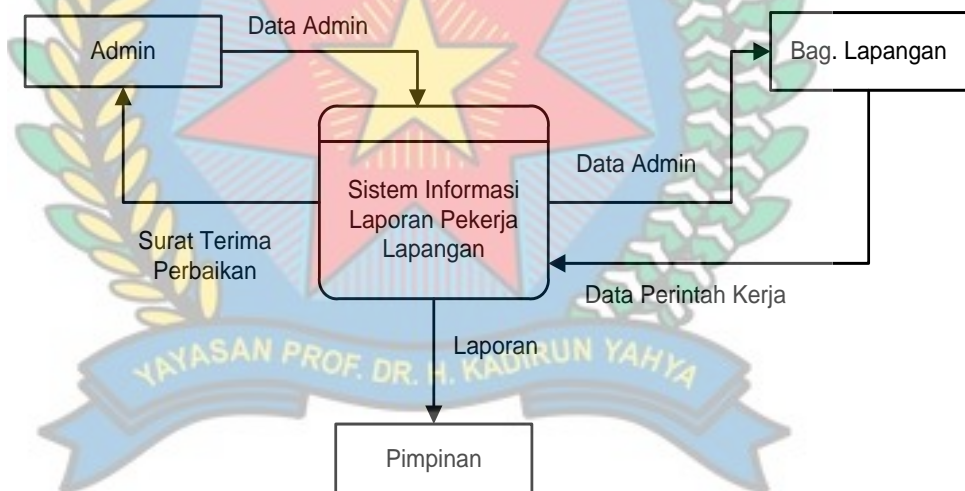 Data Admin
Admin
Bag. Lapangan
Data Admin
Sistem Informasi
Laporan Pekerja
Lapangan
Surat Terima
Perbaikan
Data Perintah Kerja
Laporan
YAYASAN PROF. DR. H. KADIRUN YAHYA
Pimpinan